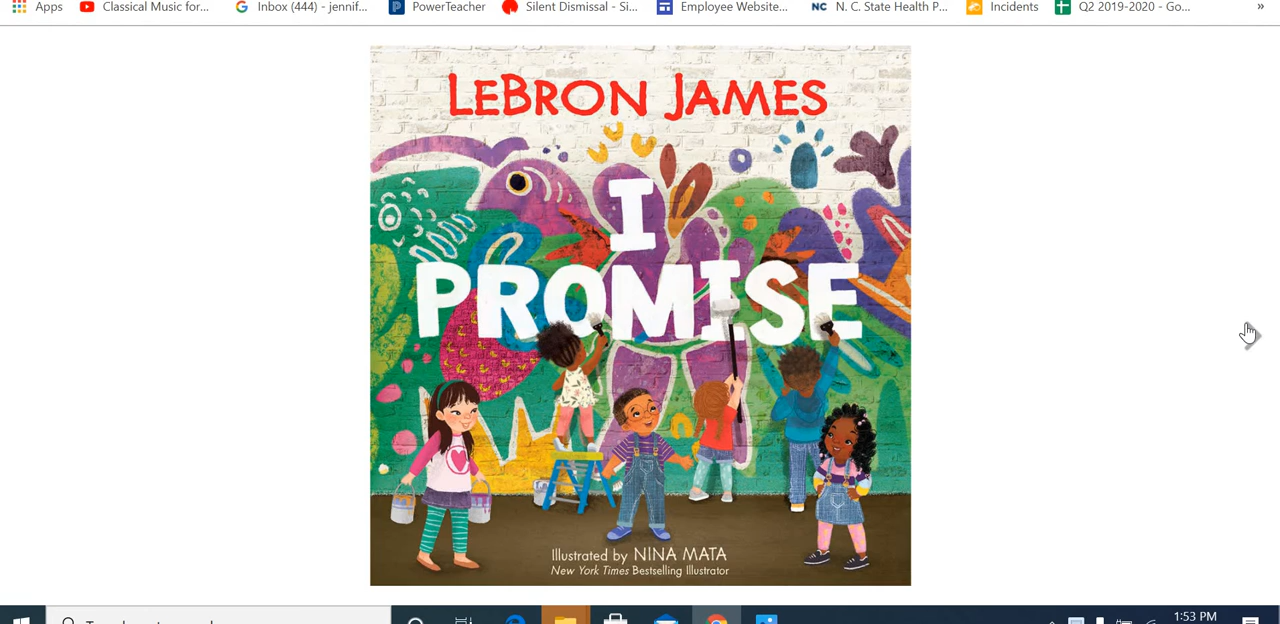 Apps Classical Music for... Inbox (444) - jennif... PowerTeacher Silent Dismissal - Si... Employee Website... NC N. C. State Health P... Incidents Q2 2019-2020 - Go... »
LEBRON JAMES
I
PROMISE
Illustrated by NINA MATA
New York Times Bestselling Illustrator
1:53 PM